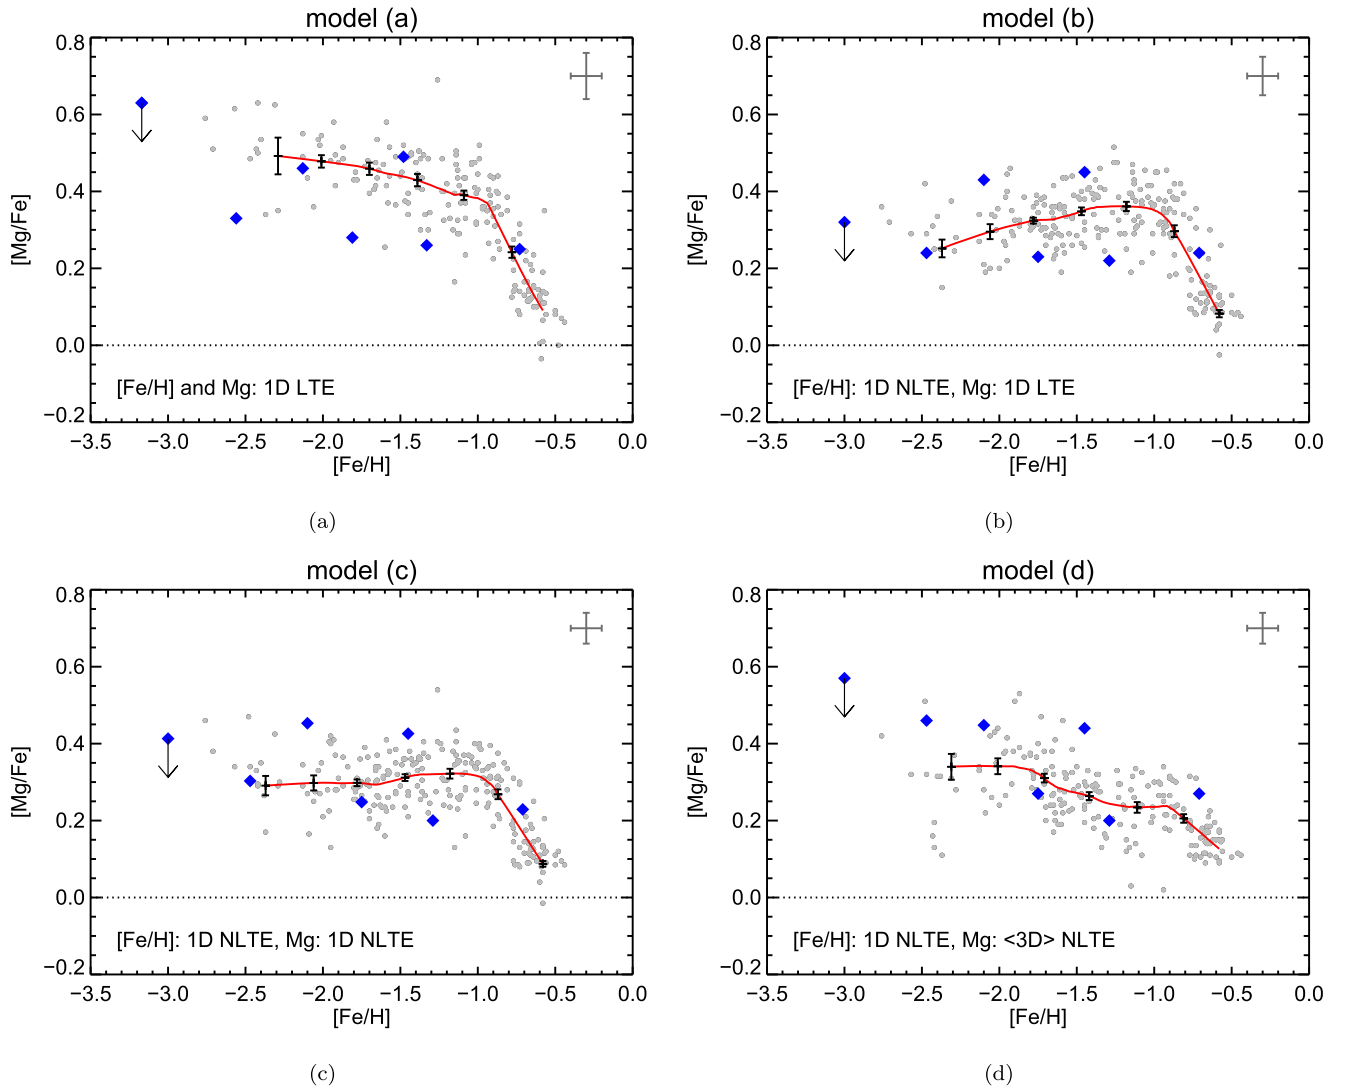 model (a)
0.8
0.6
0.4
0.2
0.0
−0.2
[Mg/Fe]
[Fe/H] and Mg: 1D LTE
−3.5 −3.0 −2.5 −2.0 −1.5 −1.0 −0.5 0.0
[Fe/H]
(a)
model (b)
0.8
0.6
0.4
0.2
0.0
−0.2
[Mg/Fe]
[Fe/H]: 1D NLTE, Mg: 1D LTE
−3.5 −3.0 −2.5 −2.0 −1.5 −1.0 −0.5 0.0
[Fe/H]
(b)
model (c)
0.8
0.6
0.4
0.2
0.0
−0.2
[Mg/Fe]
[Fe/H]: 1D NLTE, Mg: 1D NLTE
−3.5 −3.0 −2.5 −2.0 −1.5 −1.0 −0.5 0.0
[Fe/H]
(c)
model (d)
0.8
0.6
0.4
0.2
0.0
−0.2
[Mg/Fe]
[Fe/H]: 1D NLTE, Mg: <3D> NLTE
−3.5 −3.0 −2.5 −2.0 −1.5 −1.0 −0.5 0.0
[Fe/H]
(d)